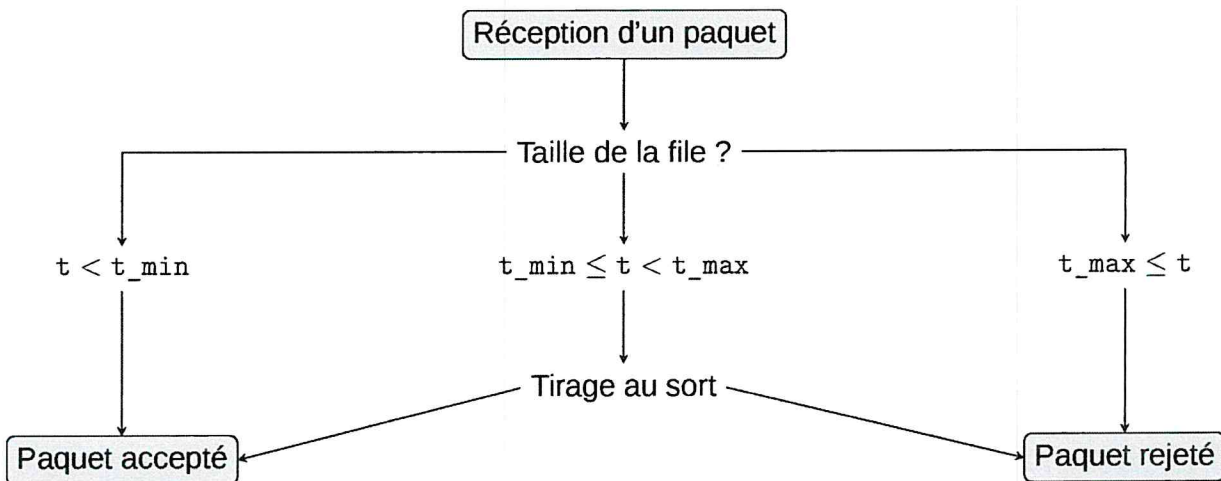 Réception d'un paquet
Taille de la file ?
t < t_min
t_min ≤ t < t_max
t_max ≤ t
Tirage au sort
Paquet accepté
Paquet rejeté